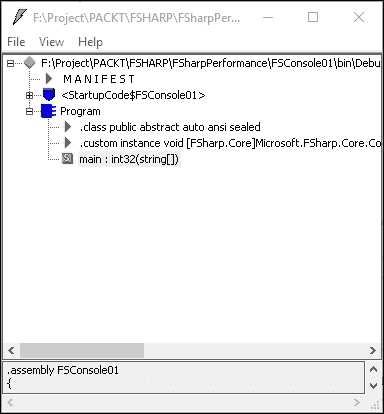 F:\Project\PACKT\FSHARP\FSharpPer...
File View Help
F:\Project\PACKT\FSHARP\FSharpPerformance\FSConsole01\bin\Debu
M A N I F E S T
<StartupCode$FSConsole01>
Program
.class public abstract auto ansi sealed
.custom instance void [FSharp.Core]Microsoft.FSharp.Core.Co
main : int32(string[])
.assembly FSConsole01
{